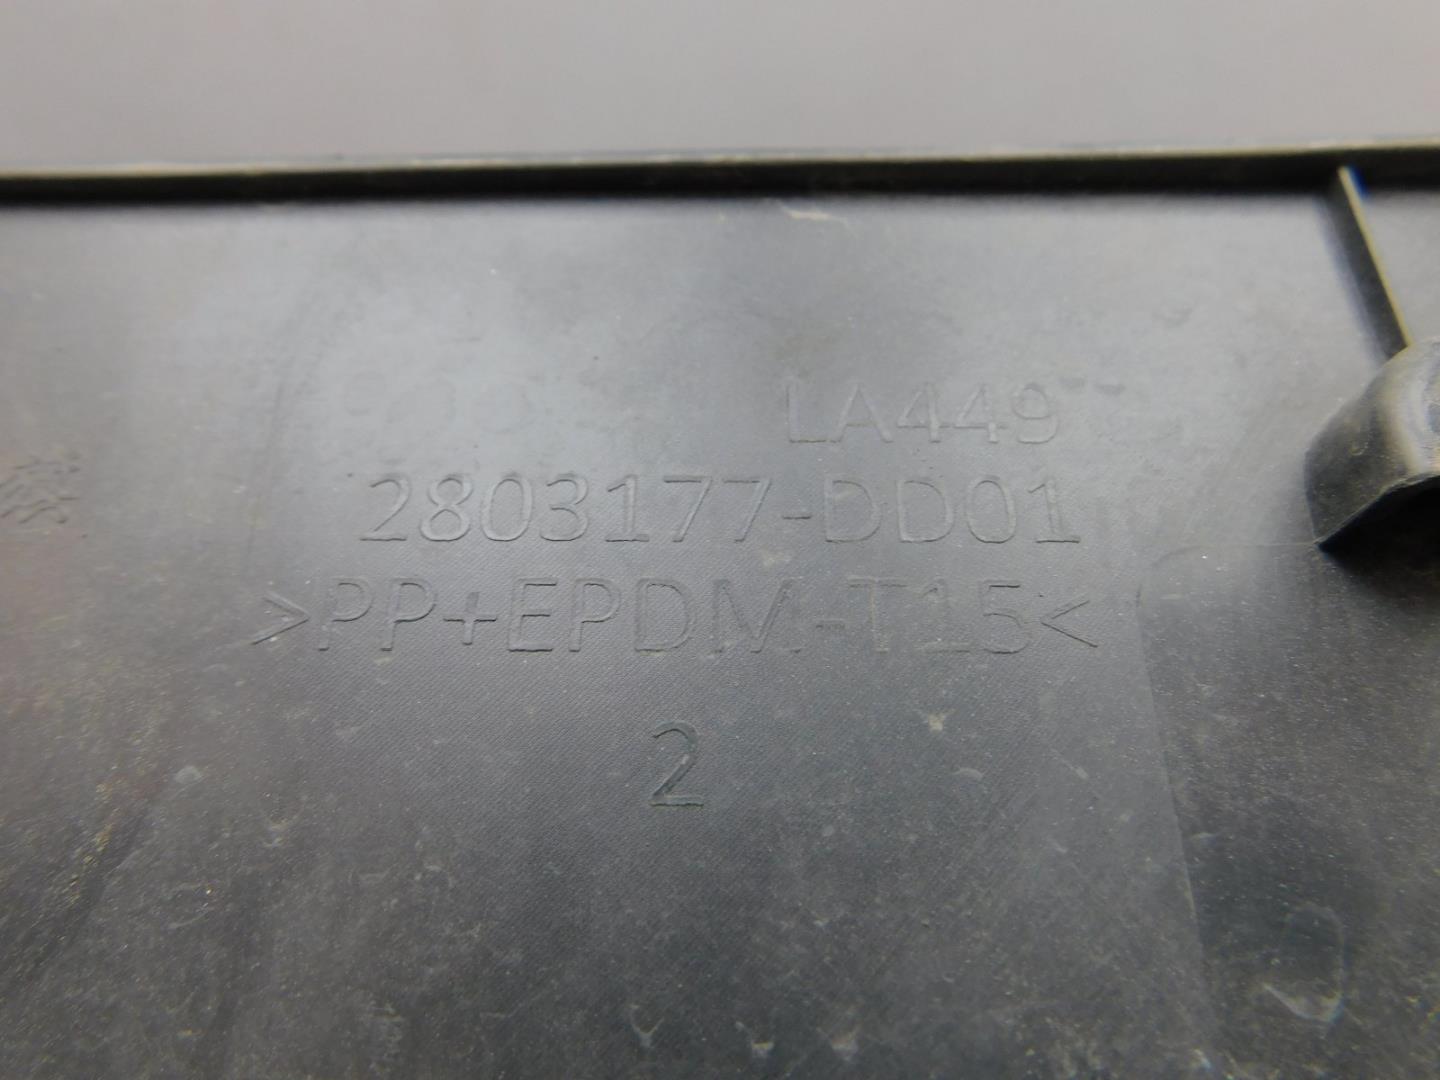 LA449
2803177-DD01
>PP+EPDM-T15<
2